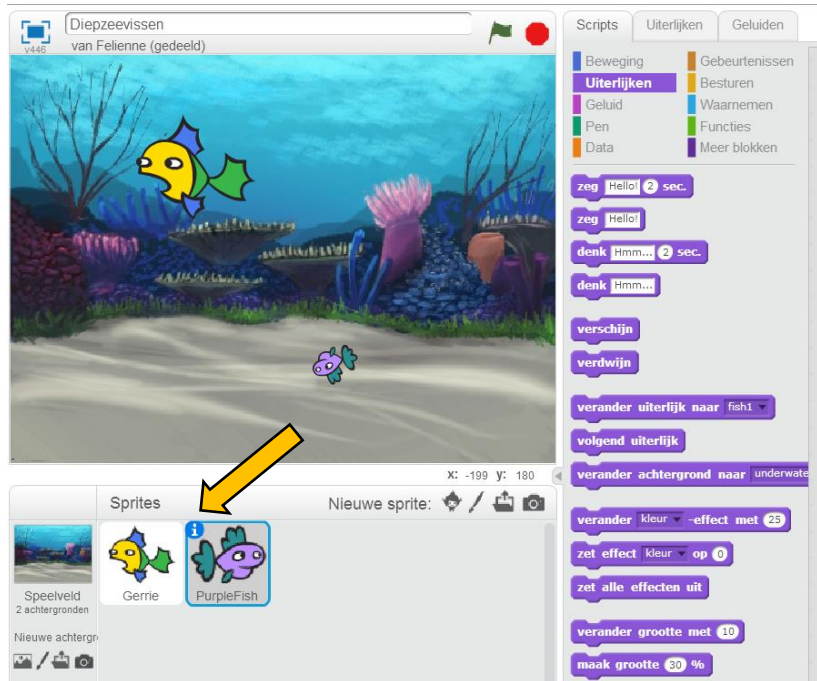 Diepzeevissen
van Felienne (gedeeld)
v446
Scripts Uiterlijken Geluiden
Beweging Gebeurtenissen
Uiterlijken Besturen
Geluid Waarnemen
Pen Functies
Data Meer blokken
zeg Hello! 2 sec.
zeg Hello!
denk Hmm... 2 sec.
denk Hmm...
verschijn
verdwijn
verander uiterlijk naar fish1
volgend uiterlijk
verander achtergrond naar underwate
verander kleur -effect met 25
zet effect kleur op 0
zet alle effecten uit
verander grootte met 10
maak grootte 30 %
x: -199 y: 180
Sprites Nieuwe sprite:
i
Speelveld
2 achtergronden
Gerrie PurpleFish
Nieuwe achtergr